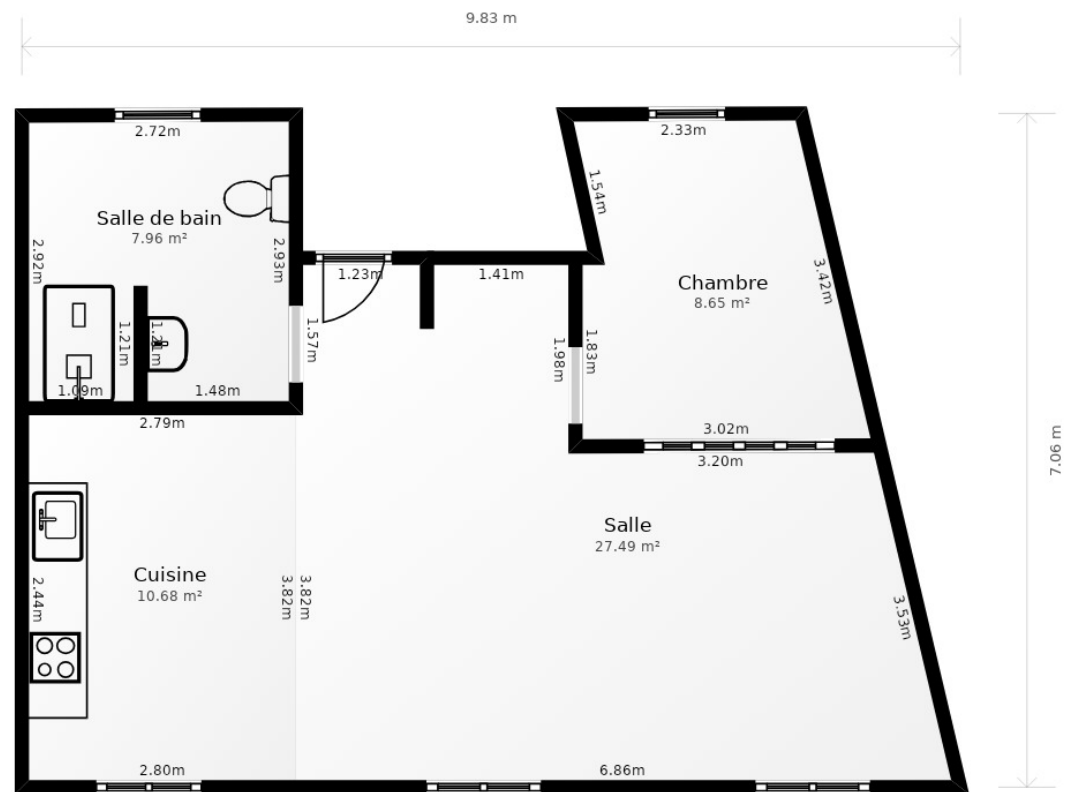 9.83 m
2.72m
2.33m
1.54m
Salle de bain
7.96 m²
2.92m
2.93m
1.23m
1.41m
Chambre
8.65 m²
3.42m
1.21m
1.21m
1.57m
1.98m
1.83m
1.09m
1.48m
2.79m
3.02m
3.20m
7.06 m
Salle
27.49 m²
Cuisine
10.68 m²
2.44m
3.82m
3.82m
3.53m
2.80m
6.86m